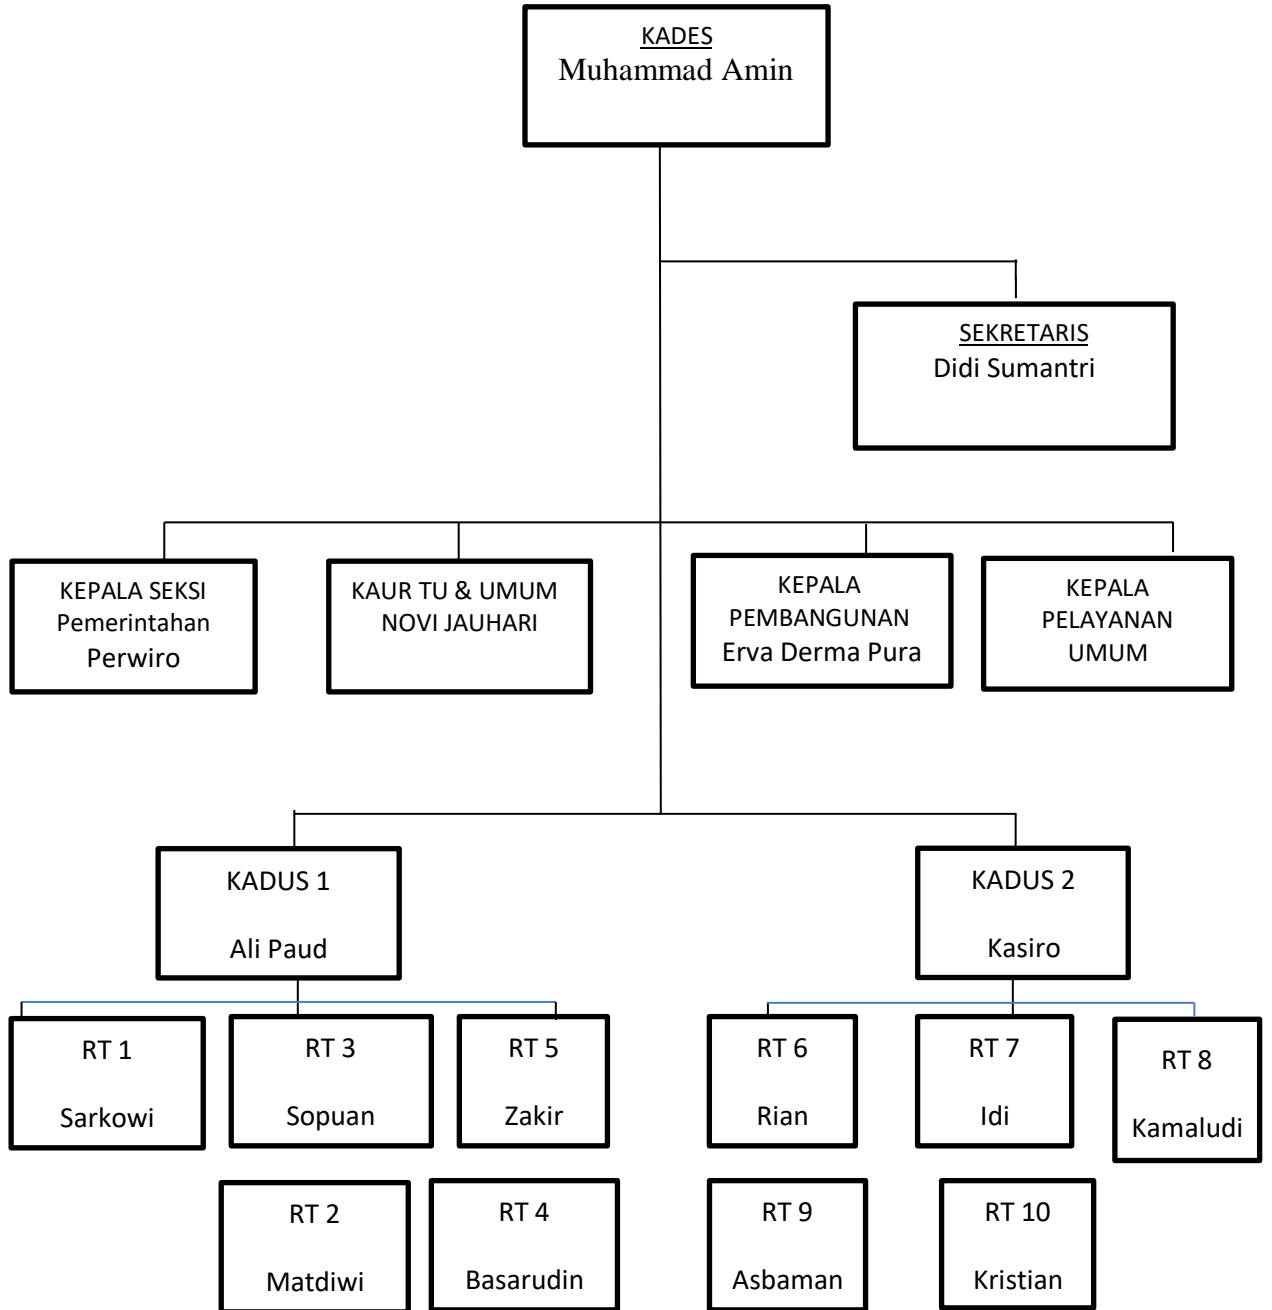 KADES
Muhammad Amin
SEKRETARIS
Didi Sumantri
KEPALA SEKSI
Pemerintahan
Perwiro
KAUR TU & UMUM
NOVI JAUHARI
KEPALA
PEMBANGUNAN
Erva Derma Pura
KEPALA
PELAYANAN
UMUM
KADUS 1
Ali Paud
KADUS 2
Kasiro
RT 1
Sarkowi
RT 3
Sopuan
RT 5
Zakir
RT 6
Rian
RT 7
Idi
RT 8
Kamaludi
RT 2
Matdiwi
RT 4
Basarudin
RT 9
Asbaman
RT 10
Kristian